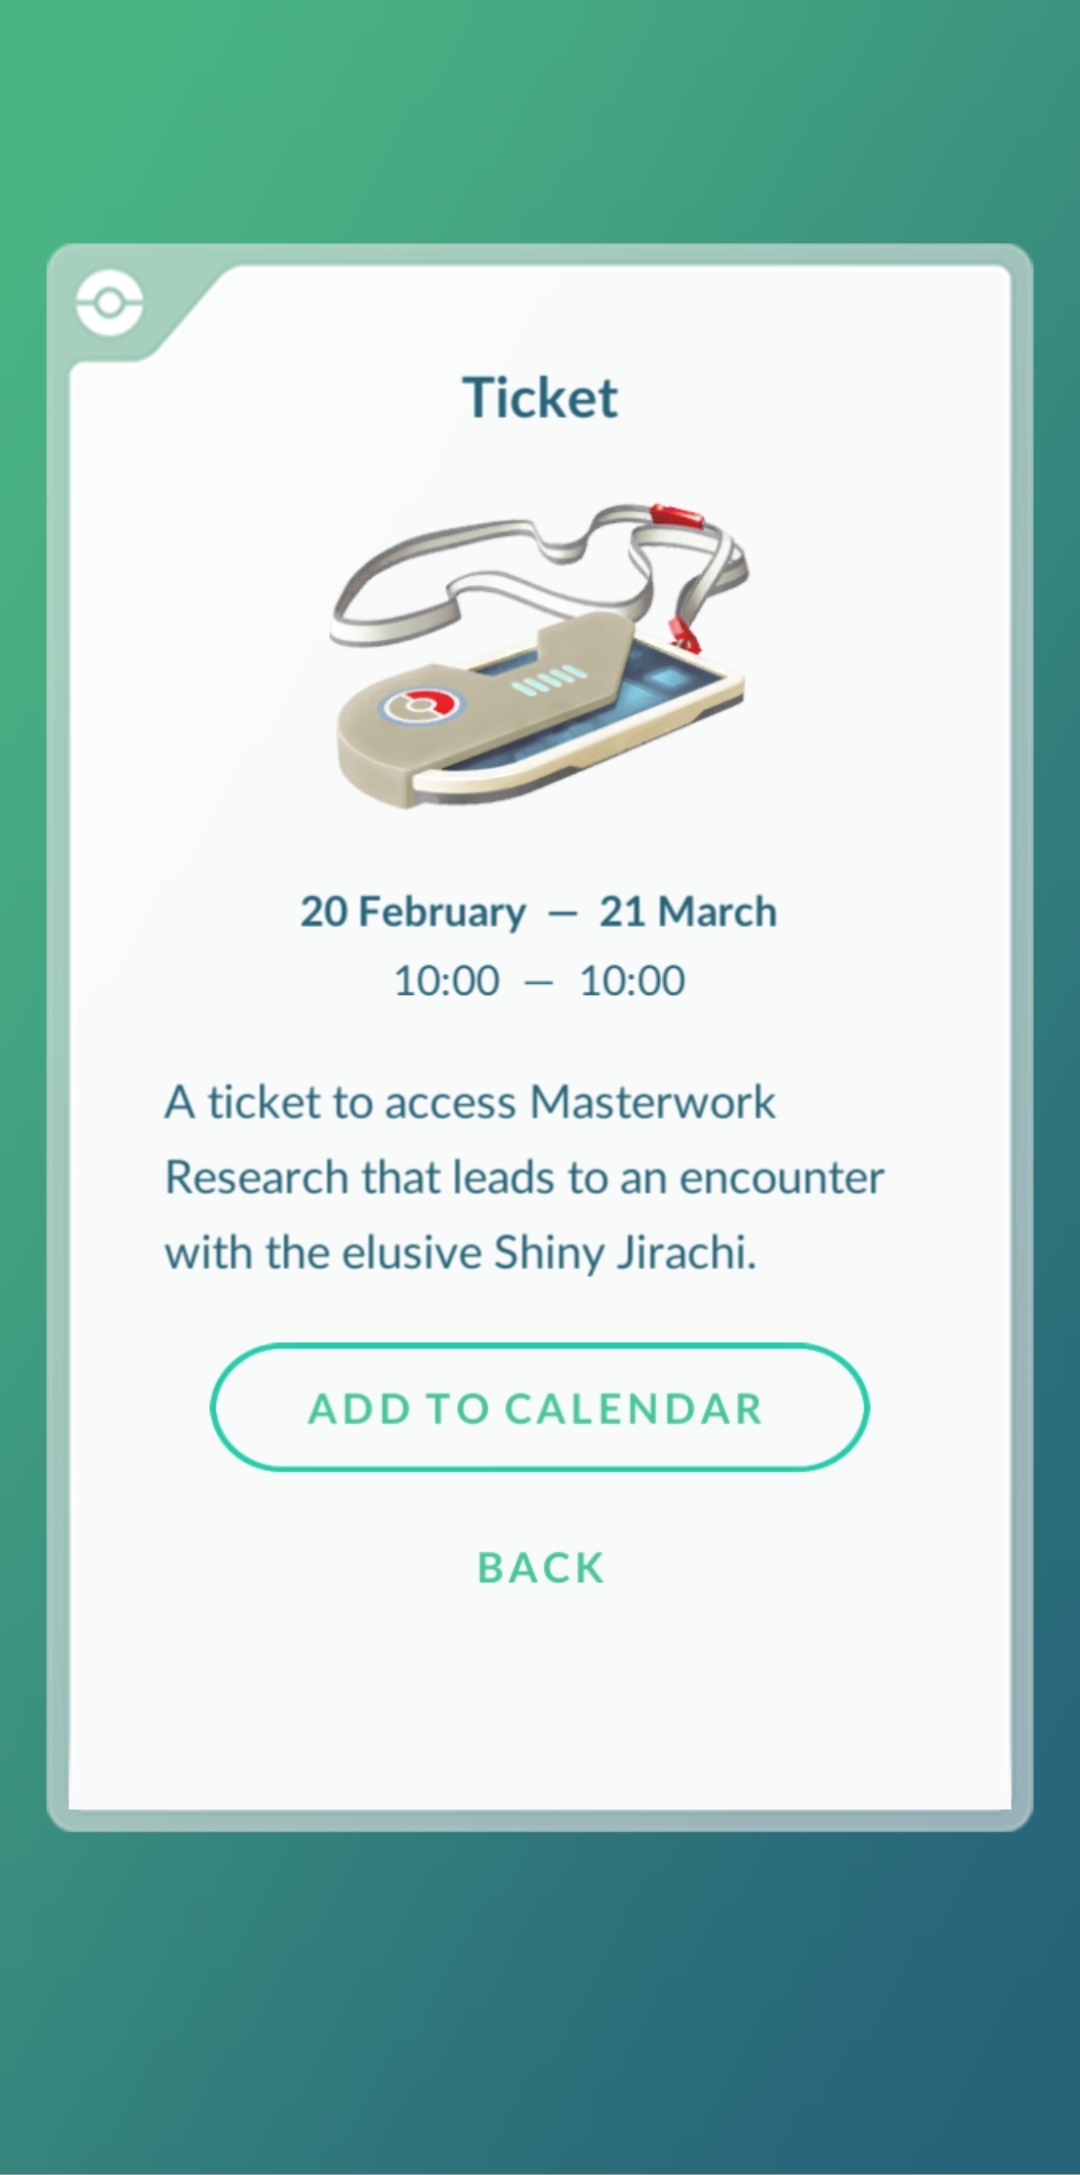 Ticket
20 February — 21 March
10:00 — 10:00
A ticket to access Masterwork
Research that leads to an encounter
with the elusive Shiny Jirachi.
ADD TO CALENDAR
BACK